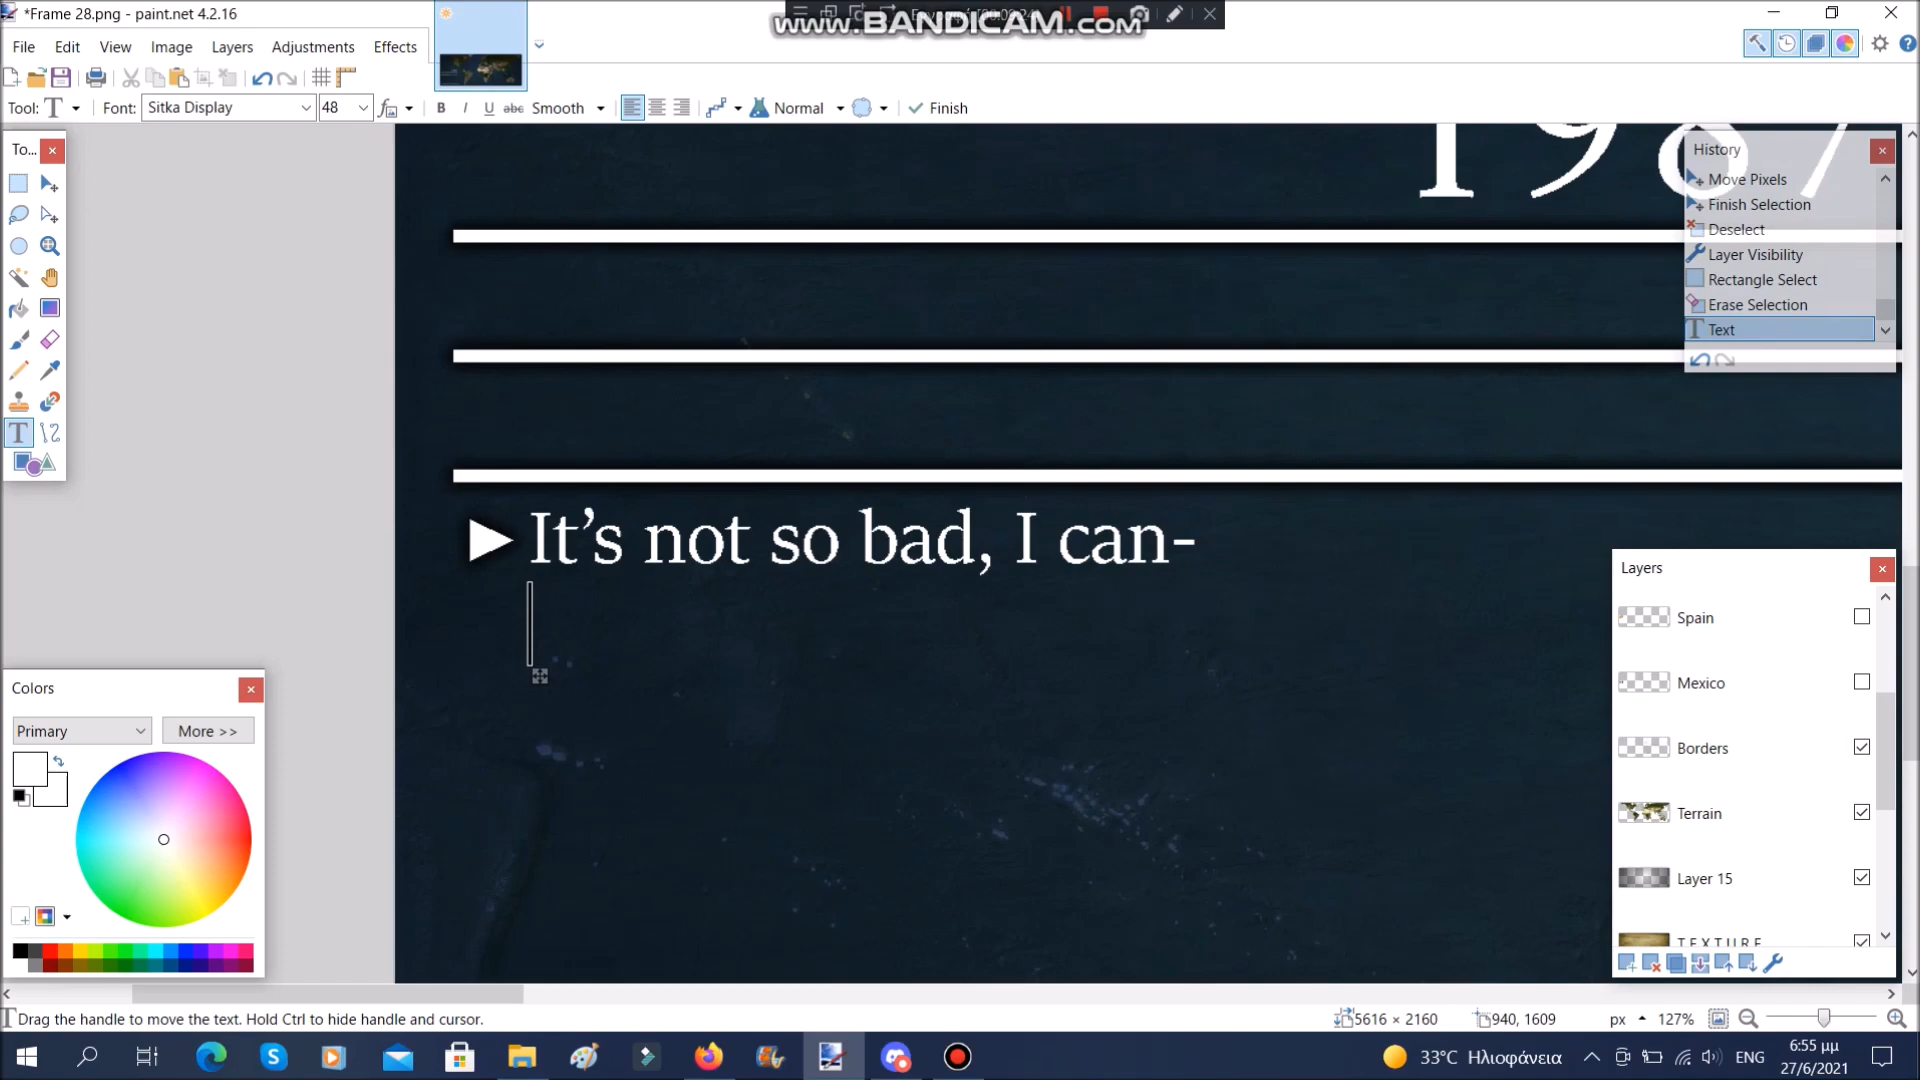 *Frame 28.png - paint.net 4.2.16
www.BANDICAM.com
File Edit View Image Layers Adjustments Effects
Tool: Font: Sitka Display 48 B I U abc Smooth Normal Finish
1987
To...
History
Move Pixels
Finish Selection
Deselect
Layer Visibility
Rectangle Select
Erase Selection
Text
It’s not so bad, I can-
Layers
Spain
Mexico
Borders
Terrain
Layer 15
TEXTURE
Colors
Primary More >>
Drag the handle to move the text. Hold Ctrl to hide handle and cursor.
5616 × 2160 940, 1609 px 127%
33°C Ηλιοφάνεια ENG 6:55 μμ
27/6/2021